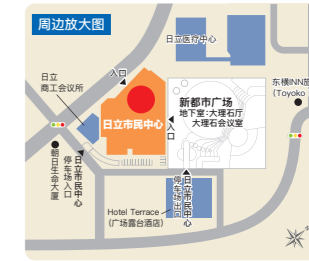 周边放大图
日立医疗中心
日立
商工会议所
入口
东横INN旅
(Toyoko
新都市广场
地下室:大理石厅
大理石会议室
日立市民中心
入口
朝日生命大厦
日立市民中心
停车场入口
日立市民中心
停车场出口
Hotel Terrace
(广场露台酒店)